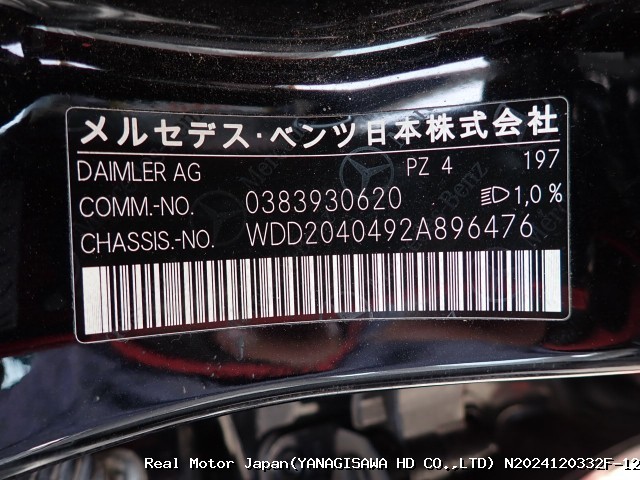 メルセデス・ベンツ日本株式会社
DAIMLER AG PZ 4 197
COMM.-NO. 0383930620 1,0 %
CHASSIS.-NO. WDD2040492A896476
Real Motor Japan(YANAGISAWA HD CO.,LTD) N2024120332F-12